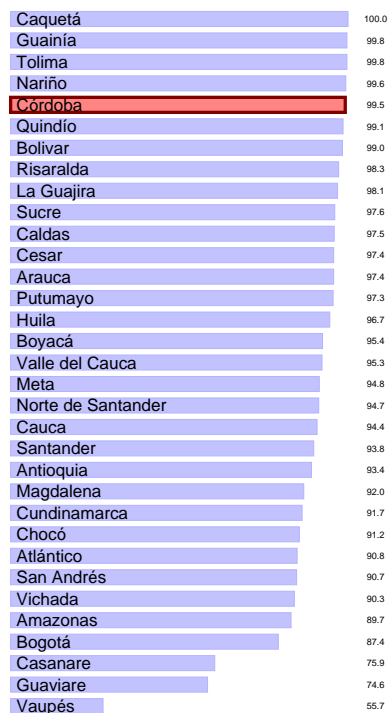 Caquetá 100.0
Guainía 99.8
Tolima 99.8
Nariño 99.6
Córdoba 99.5
Quindío 99.1
Bolivar 99.0
Risaralda 98.3
La Guajira 98.1
Sucre 97.6
Caldas 97.5
Cesar 97.4
Arauca 97.4
Putumayo 97.3
Huila 96.7
Boyacá 95.4
Valle del Cauca 95.3
Meta 94.8
Norte de Santander 94.7
Cauca 94.4
Santander 93.8
Antioquia 93.4
Magdalena 92.0
Cundinamarca 91.7
Chocó 91.2
Atlántico 90.8
San Andrés 90.7
Vichada 90.3
Amazonas 89.7
Bogotá 87.4
Casanare 75.9
Guaviare 74.6
Vaupés 55.7